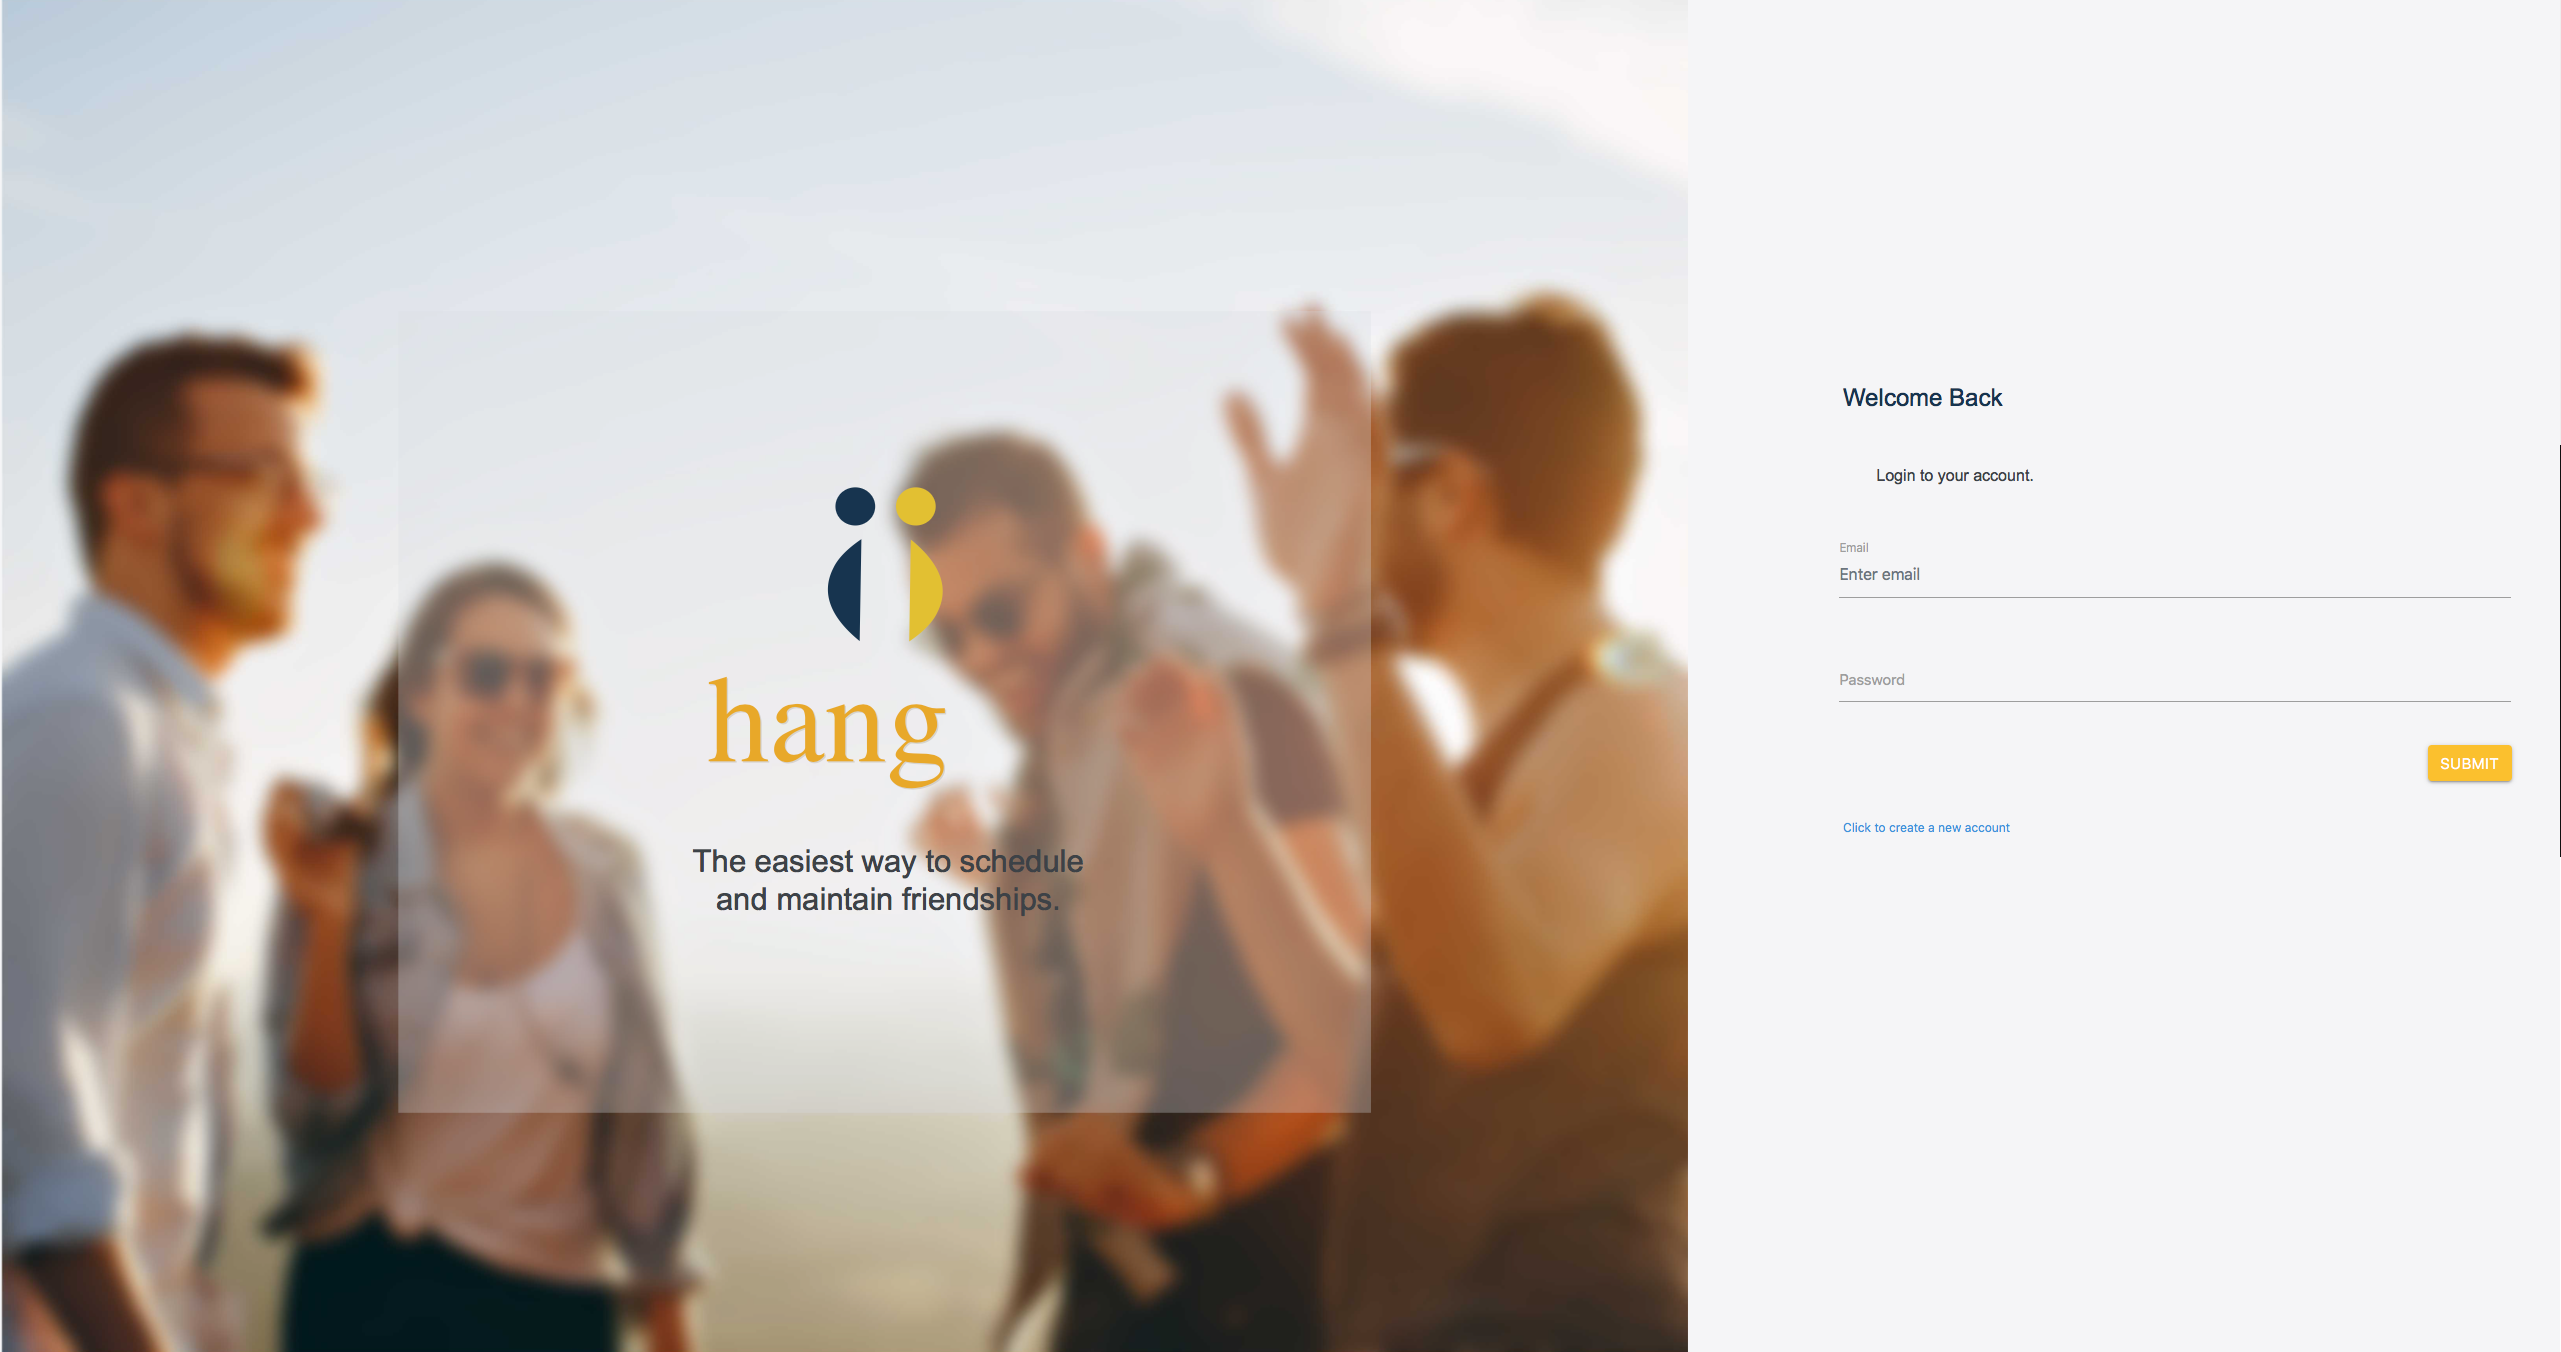 hang
The easiest way to schedule
and maintain friendships.
Welcome Back
Login to your account.
Email
Enter email
Password
SUBMIT
Click to create a new account